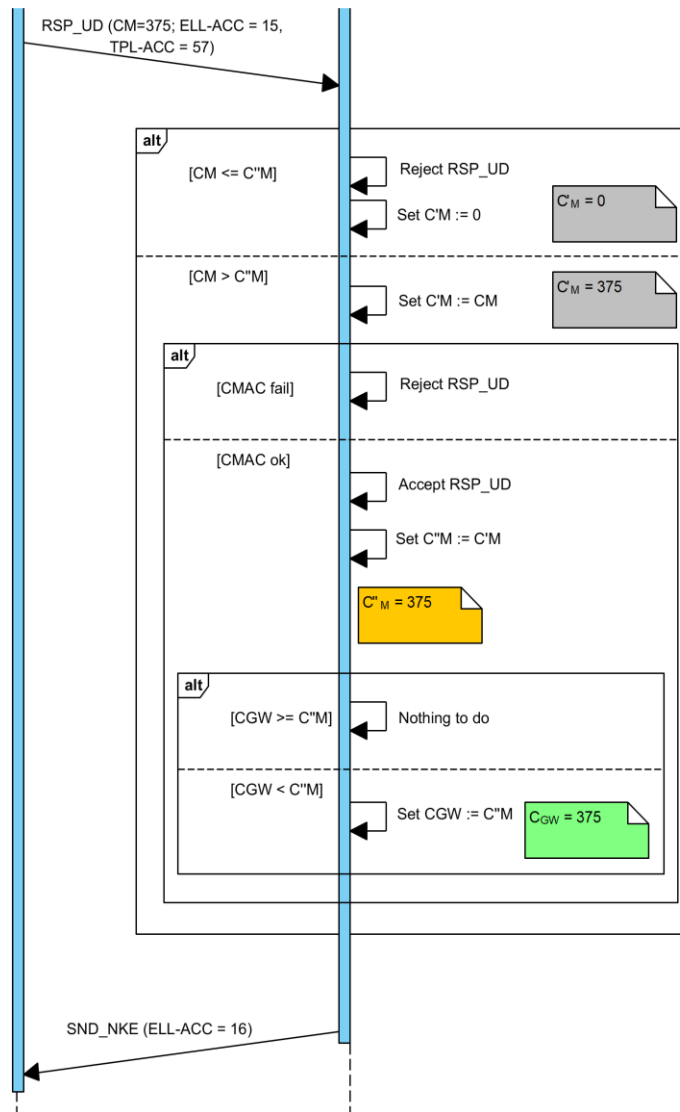 RSP_UD (CM=375; ELL-ACC = 15,
TPL-ACC = 57)
alt
[CM <= C"M]
Reject RSP_UD
Set C'M := 0
C'M = 0
[CM > C"M]
Set C'M := CM
C'M = 375
alt
[CMAC fail]
Reject RSP_UD
[CMAC ok]
Accept RSP_UD
Set C"M := C'M
C"M = 375
alt
[CGW >= C"M]
Nothing to do
[CGW < C"M]
Set CGW := C"M
CGW = 375
SND_NKE (ELL-ACC = 16)